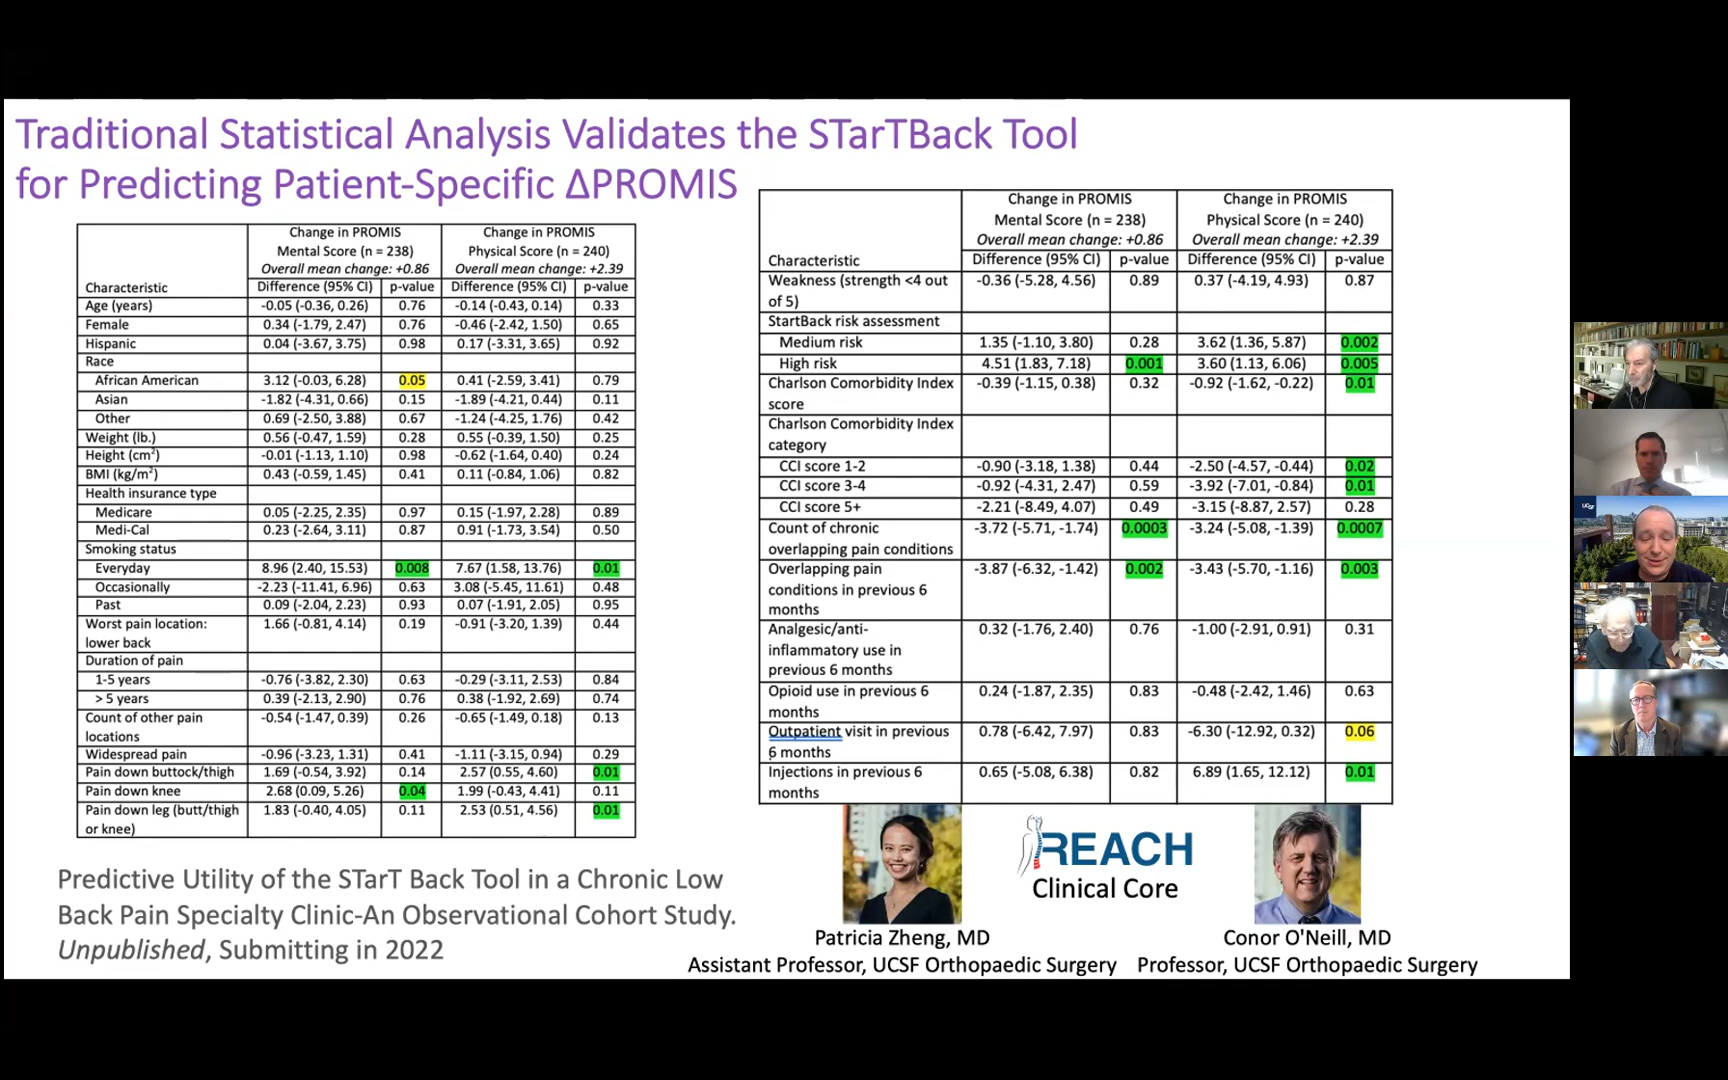 Traditional Statistical Analysis Validates the STarTBack Tool
for Predicting Patient-Specific ΔPROMIS
Change in PROMIS Change in PROMIS
Mental Score (n = 238) Physical Score (n = 240)
Overall mean change: +0.86 Overall mean change: +2.39
Characteristic Difference (95% CI) p-value Difference (95% CI) p-value
Age (years) -0.05 (-0.36, 0.26) 0.76 -0.14 (-0.43, 0.14) 0.33
Female 0.34 (-1.79, 2.47) 0.76 -0.46 (-2.42, 1.50) 0.65
Hispanic 0.04 (-3.67, 3.75) 0.98 0.17 (-3.31, 3.65) 0.92
Race
African American 3.12 (-0.03, 6.28) 0.05 0.41 (-2.59, 3.41) 0.79
Asian -1.82 (-4.31, 0.66) 0.15 -1.89 (-4.21, 0.44) 0.11
Other 0.69 (-2.50, 3.88) 0.67 -1.24 (-4.25, 1.76) 0.42
Weight (lb.) 0.56 (-0.47, 1.59) 0.28 0.55 (-0.39, 1.50) 0.25
Height (cm²) -0.01 (-1.13, 1.10) 0.98 -0.62 (-1.64, 0.40) 0.24
BMI (kg/m²) 0.43 (-0.59, 1.45) 0.41 0.11 (-0.84, 1.06) 0.82
Health insurance type
Medicare 0.05 (-2.25, 2.35) 0.97 0.15 (-1.97, 2.28) 0.89
Medi-Cal 0.23 (-2.64, 3.11) 0.87 0.91 (-1.73, 3.54) 0.50
Smoking status
Everyday 8.96 (2.40, 15.53) 0.008 7.67 (1.58, 13.76) 0.01
Occasionally -2.23 (-11.41, 6.96) 0.63 3.08 (-5.45, 11.61) 0.48
Past 0.09 (-2.04, 2.23) 0.93 0.07 (-1.91, 2.05) 0.95
Worst pain location: 1.66 (-0.81, 4.14) 0.19 -0.91 (-3.20, 1.39) 0.44
lower back
Duration of pain
1-5 years -0.76 (-3.82, 2.30) 0.63 -0.29 (-3.11, 2.53) 0.84
> 5 years 0.39 (-2.13, 2.90) 0.76 0.38 (-1.92, 2.69) 0.74
Count of other pain -0.54 (-1.47, 0.39) 0.26 -0.65 (-1.49, 0.18) 0.13
locations
Widespread pain -0.96 (-3.23, 1.31) 0.41 -1.11 (-3.15, 0.94) 0.29
Pain down buttock/thigh 1.69 (-0.54, 3.92) 0.14 2.57 (0.55, 4.60) 0.01
Pain down knee 2.68 (0.09, 5.26) 0.04 1.99 (-0.43, 4.41) 0.11
Pain down leg (butt/thigh 1.83 (-0.40, 4.05) 0.11 2.53 (0.51, 4.56) 0.01
or knee)
Change in PROMIS Change in PROMIS
Mental Score (n = 238) Physical Score (n = 240)
Overall mean change: +0.86 Overall mean change: +2.39
Characteristic Difference (95% CI) p-value Difference (95% CI) p-value
Weakness (strength <4 out -0.36 (-5.28, 4.56) 0.89 0.37 (-4.19, 4.93) 0.87
of 5)
StartBack risk assessment
Medium risk 1.35 (-1.10, 3.80) 0.28 3.62 (1.36, 5.87) 0.002
High risk 4.51 (1.83, 7.18) 0.001 3.60 (1.13, 6.06) 0.005
Charlson Comorbidity Index -0.39 (-1.15, 0.38) 0.32 -0.92 (-1.62, -0.22) 0.01
score
Charlson Comorbidity Index
category
CCI score 1-2 -0.90 (-3.18, 1.38) 0.44 -2.50 (-4.57, -0.44) 0.02
CCI score 3-4 -0.92 (-4.31, 2.47) 0.59 -3.92 (-7.01, -0.84) 0.01
CCI score 5+ -2.21 (-8.49, 4.07) 0.49 -3.15 (-8.87, 2.57) 0.28
Count of chronic -3.72 (-5.71, -1.74) 0.0003 -3.24 (-5.08, -1.39) 0.0007
overlapping pain conditions
Overlapping pain -3.87 (-6.32, -1.42) 0.002 -3.43 (-5.70, -1.16) 0.003
conditions in previous 6
months
Analgesic/anti- 0.32 (-1.76, 2.40) 0.76 -1.00 (-2.91, 0.91) 0.31
inflammatory use in
previous 6 months
Opioid use in previous 6 0.24 (-1.87, 2.35) 0.83 -0.48 (-2.42, 1.46) 0.63
months
Outpatient visit in previous 0.78 (-6.42, 7.97) 0.83 -6.30 (-12.92, 0.32) 0.06
6 months
Injections in previous 6 0.65 (-5.08, 6.38) 0.82 6.89 (1.65, 12.12) 0.01
months
Predictive Utility of the STarT Back Tool in a Chronic Low
Back Pain Specialty Clinic-An Observational Cohort Study.
Unpublished, Submitting in 2022
REACH
Clinical Core
Patricia Zheng, MD
Assistant Professor, UCSF Orthopaedic Surgery
Conor O'Neill, MD
Professor, UCSF Orthopaedic Surgery
UCSF